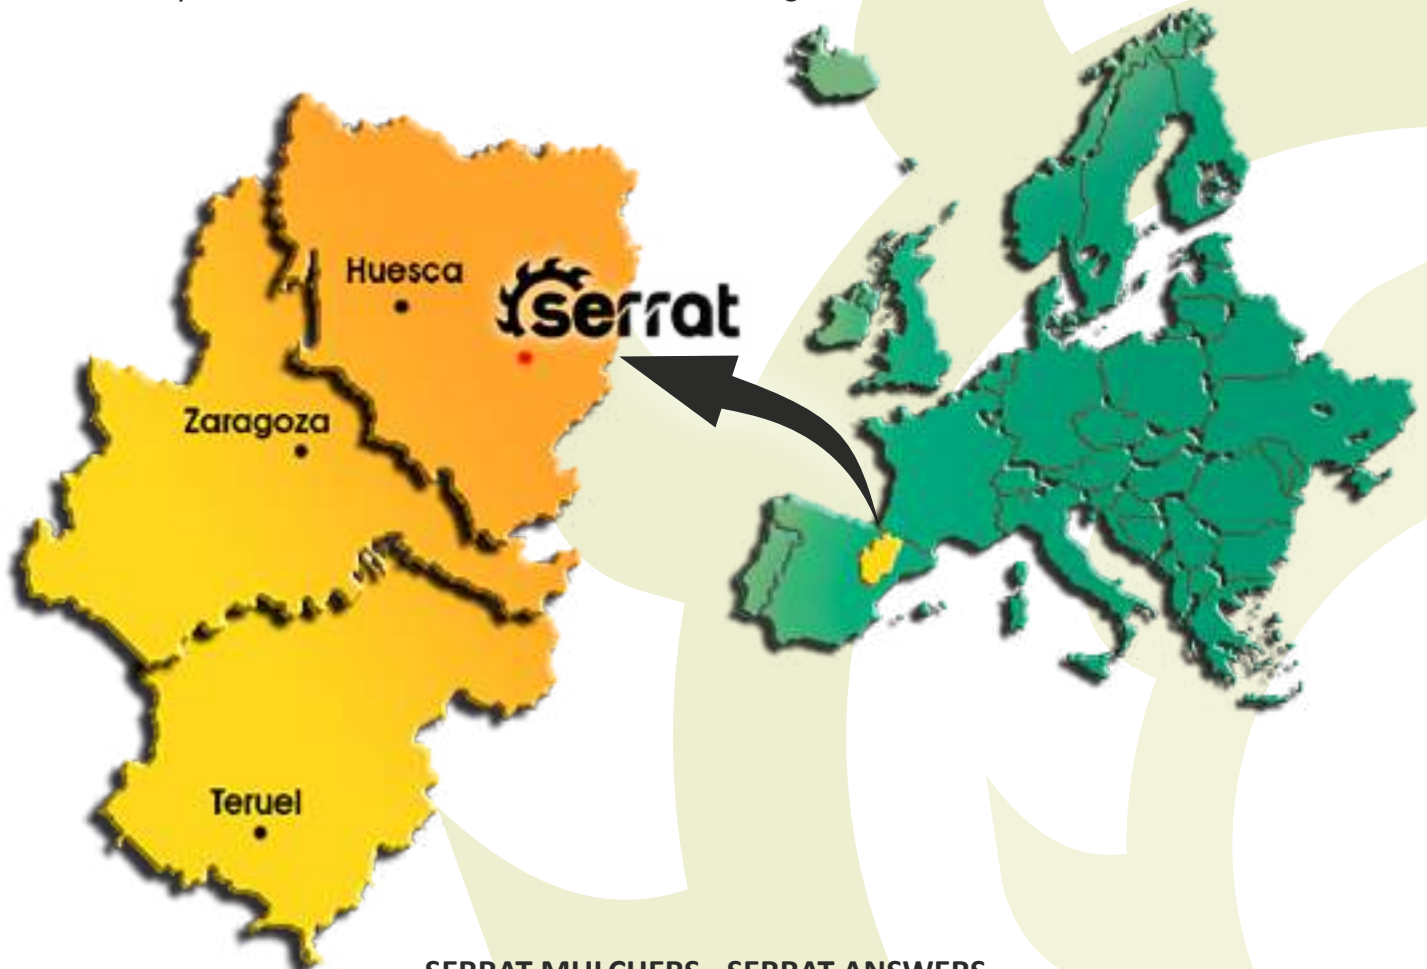 Huesca
serrat
Zaragoza
Teruel
SERRAT MULCHERS - SERRAT ANSWERS